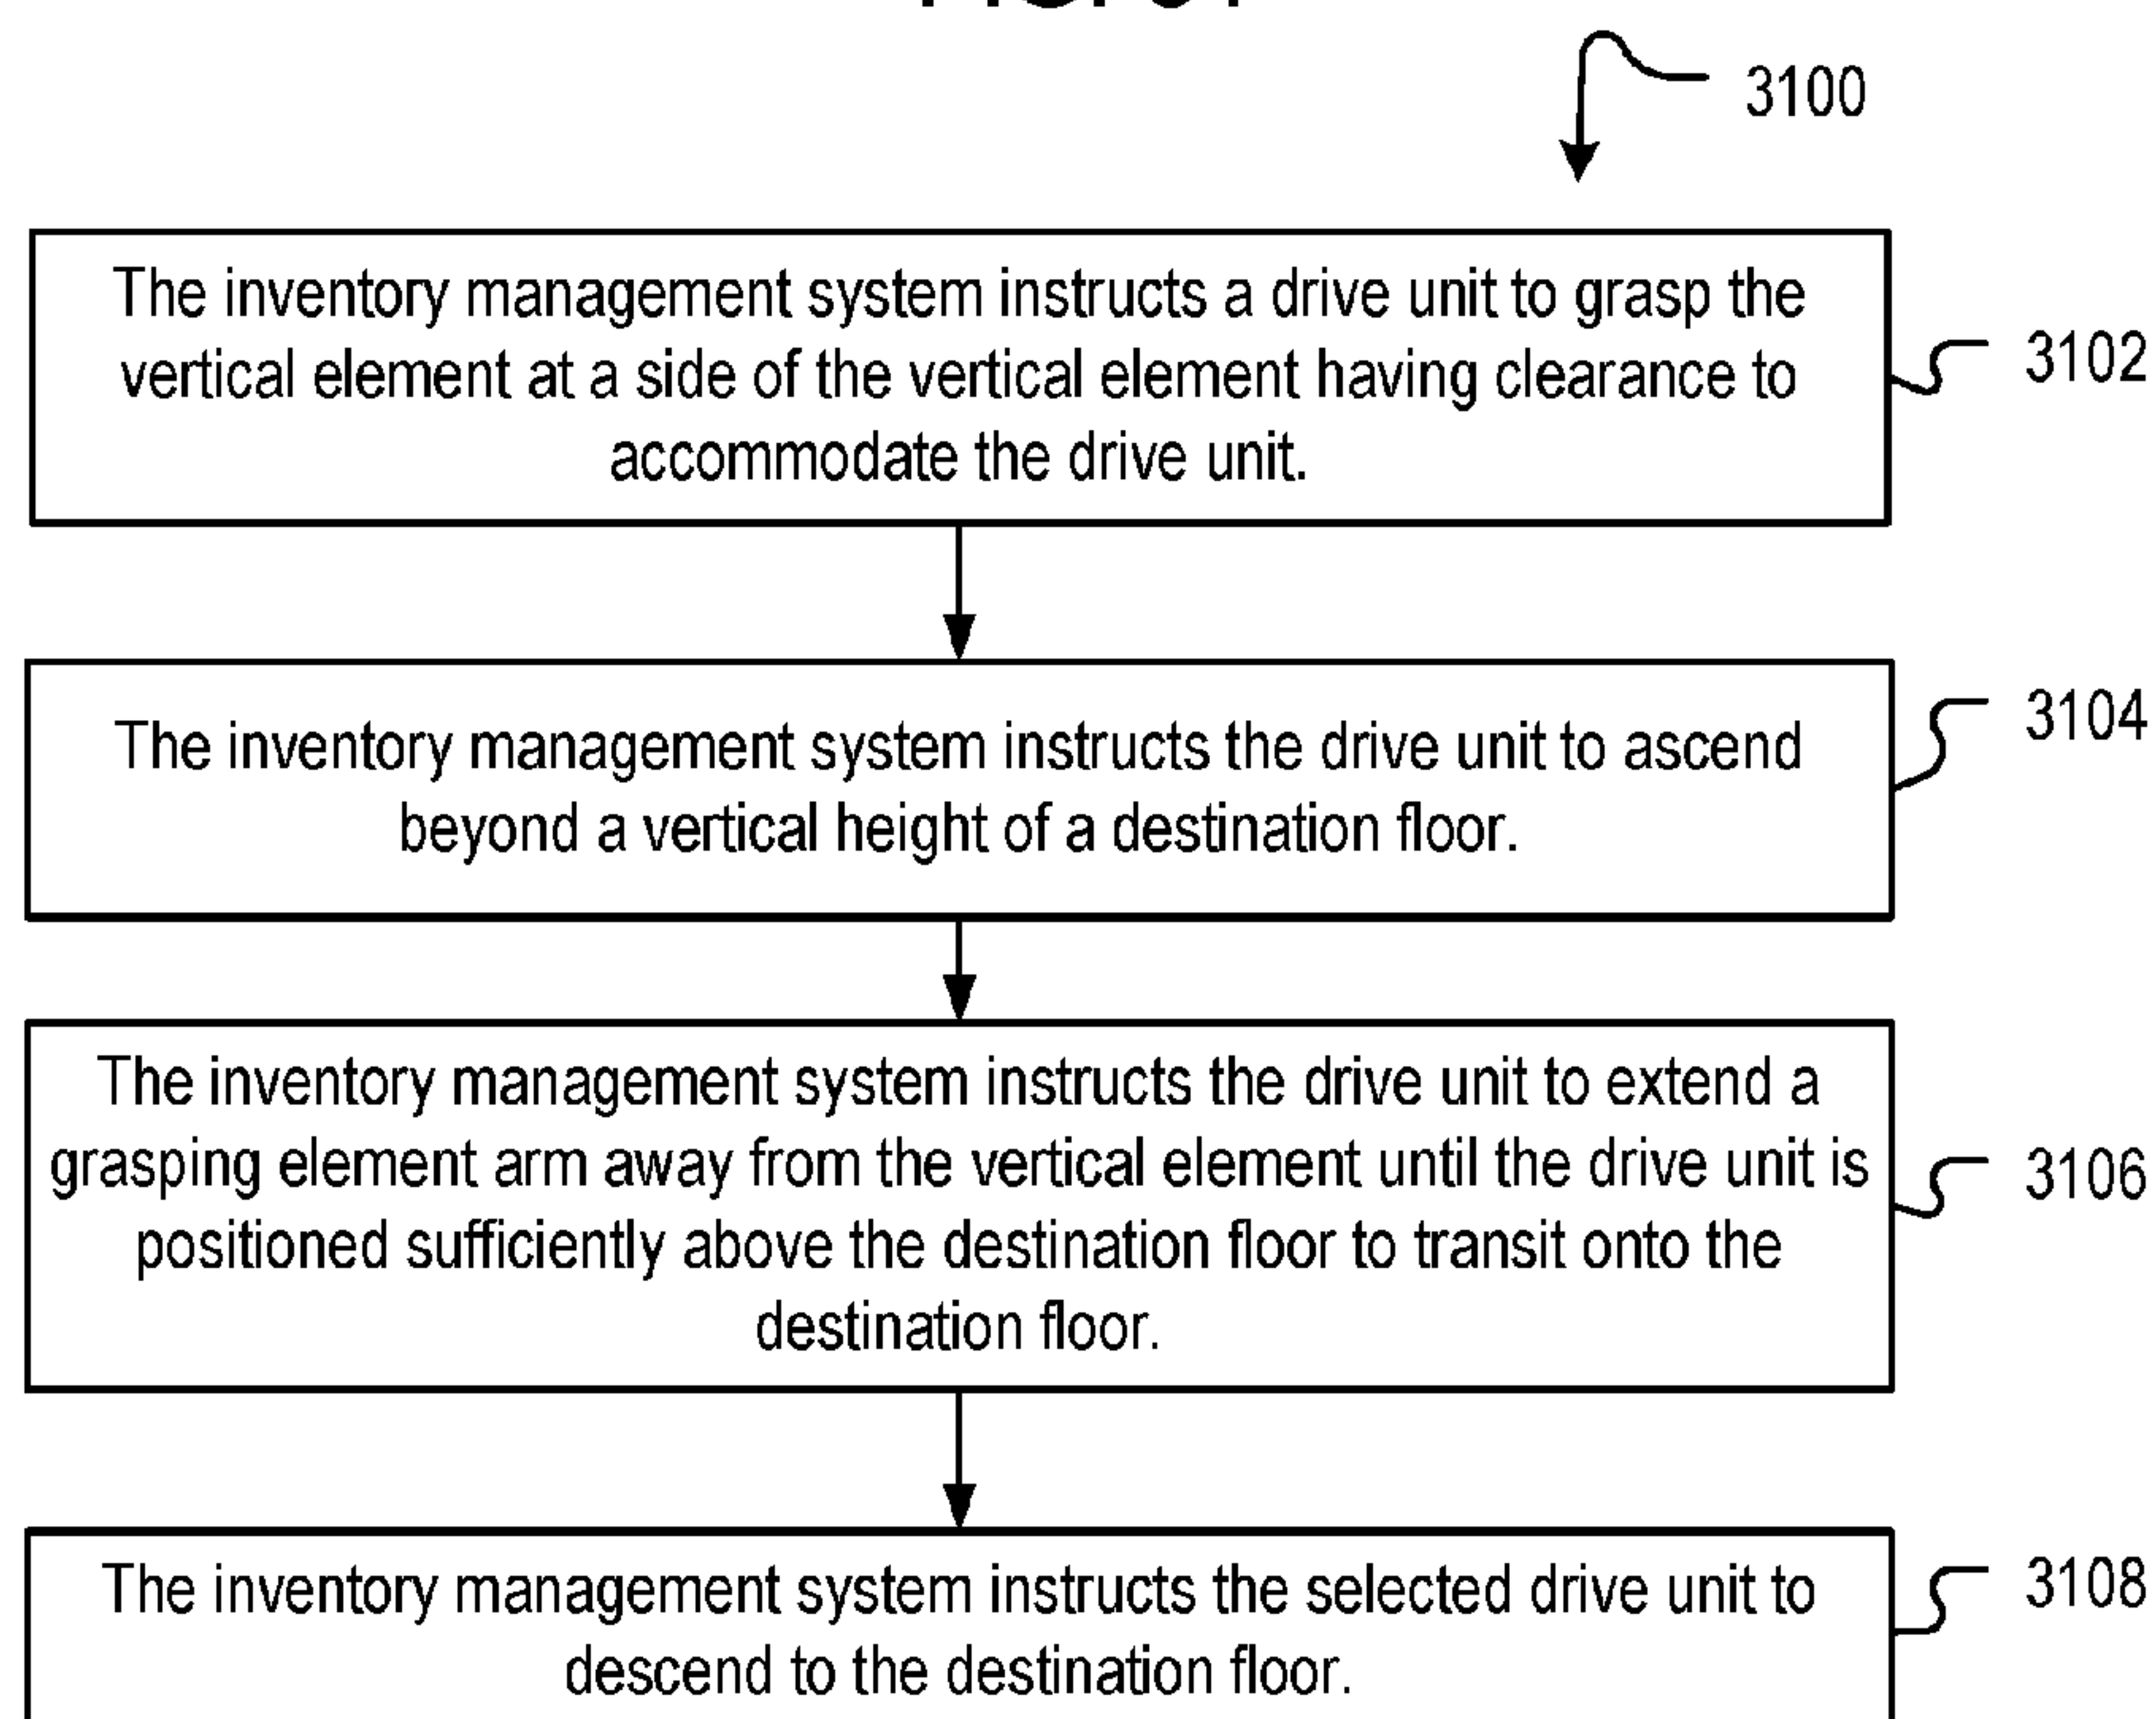 3100
The inventory management system instructs a drive unit to grasp the
vertical element at a side of the vertical element having clearance to
accommodate the drive unit.
3102
The inventory management system instructs the drive unit to ascend
beyond a vertical height of a destination floor.
3104
The inventory management system instructs the drive unit to extend a
grasping element arm away from the vertical element until the drive unit is
positioned sufficiently above the destination floor to transit onto the
destination floor.
3106
The inventory management system instructs the selected drive unit to
descend to the destination floor.
3108